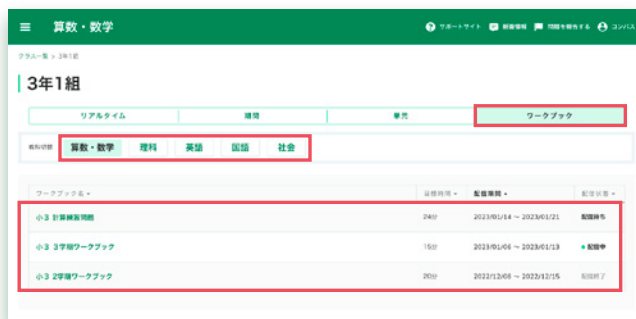 算数・数学
サポートサイト
問題を報告する
コンパス
クラス一覧 > 3年1組
3年1組
リアルタイム 期間 単元 ワークブック
教科切替 算数・数学 理科 英語 国語 社会
ワークブック名 目標時間 配信期間 配信状態
小3 計算練習問題 24分 2023/01/14 ～ 2023/01/21 配信待ち
小3 3学期ワークブック 15分 2023/01/06 ～ 2023/01/13 配信中
小3 2学期ワークブック 20分 2022/12/08 ～ 2022/12/15 配信終了